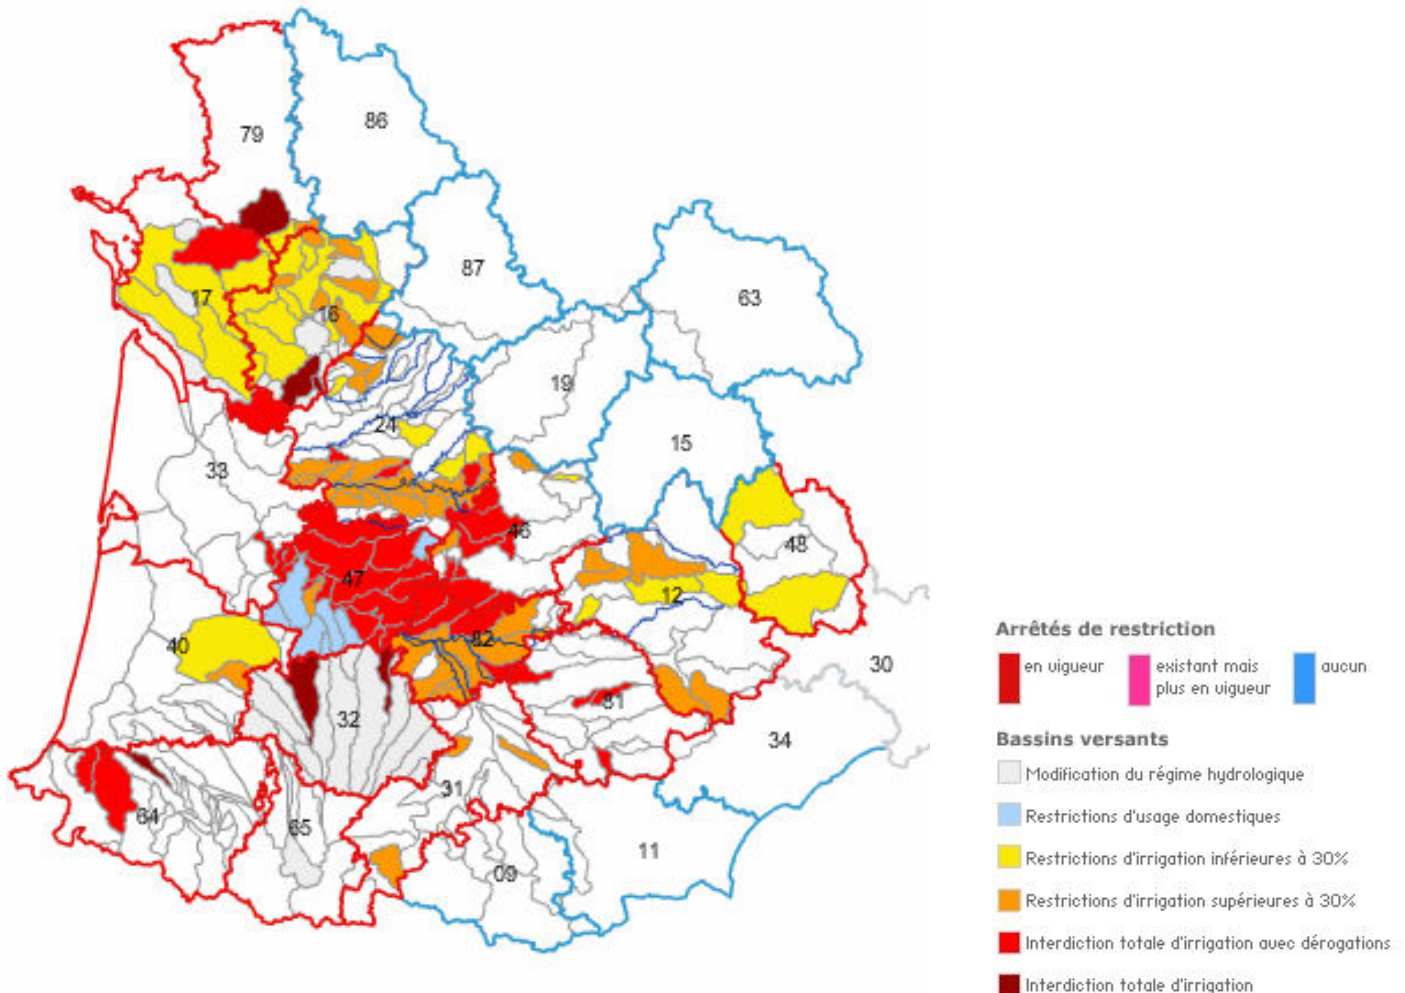 79
86
87
63
17
16
19
24
15
33
46
48
47
12
40
82
30
81
32
34
31
64
65
11
09
Arrêtés de restriction
en vigueur
existant mais
plus en vigueur
aucun
Bassins versants
Modification du régime hydrologique
Restrictions d'usage domestiques
Restrictions d'irrigation inférieures à 30%
Restrictions d'irrigation supérieures à 30%
Interdiction totale d'irrigation avec dérogations
Interdiction totale d'irrigation